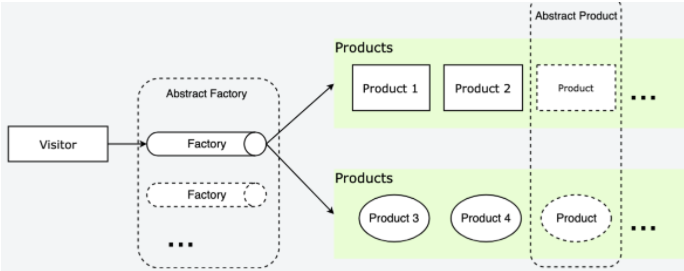 Abstract Product
Products
Product 1
Product 2
Product
...
Abstract Factory
Visitor
Factory
Factory
...
Products
Product 3
Product 4
Product
...